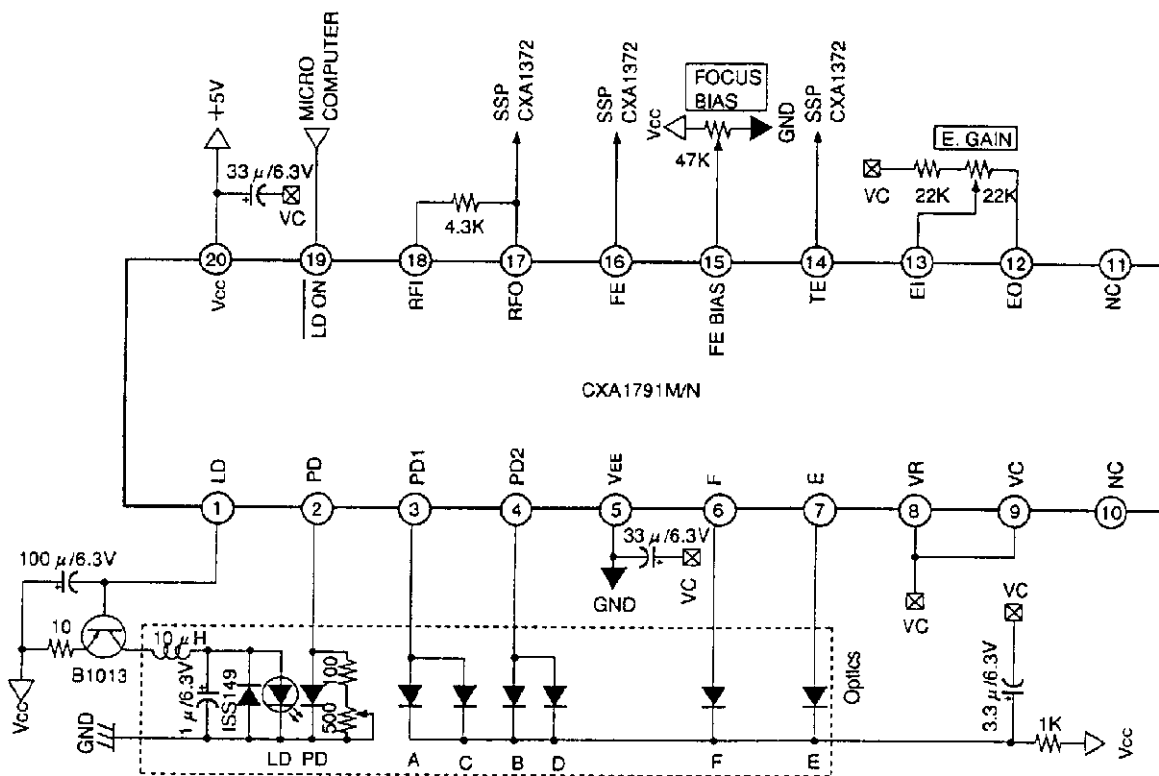 +5V
MICRO
COMPUTER
SSP
CXA1372
SSP
CXA1372
FOCUS
BIAS
Vcc
GND
47K
SSP
CXA1372
E. GAIN
33 μ/6.3V
VC
4.3K
VC
22K
22K
20
19
18
17
16
15
14
13
12
11
Vcc
LD ON
RFI
RFO
FE
FE BIAS
TE
EI
EO
NC
CXA1791M/N
LD
PD
PD1
PD2
VEE
F
E
VR
VC
NC
1
2
3
4
5
6
7
8
9
10
100 μ/6.3V
33 μ/6.3V
VC
GND
VC
VC
10
B1013
10 μH
1 μ/6.3V
ISS149
100
500
Optics
3.3 μ/6.3V
1K
Vcc
Vcc
GND
LD PD
A
C
B
D
F
E